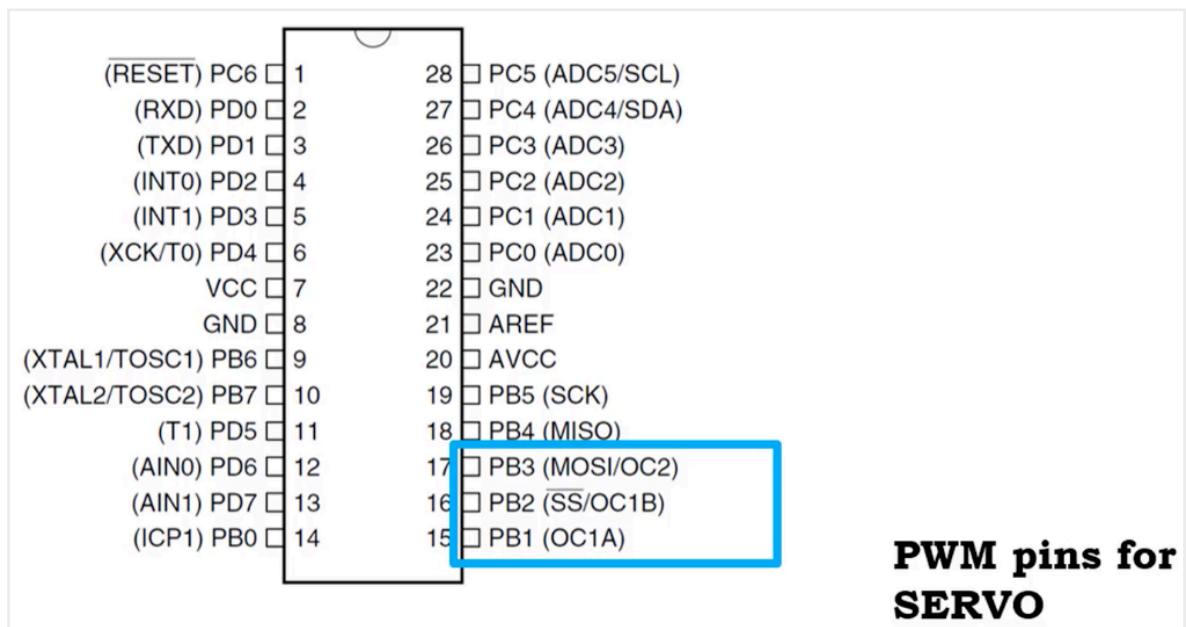 (RESET) PC6 1 28 PC5 (ADC5/SCL)
(RXD) PD0 2 27 PC4 (ADC4/SDA)
(TXD) PD1 3 26 PC3 (ADC3)
(INT0) PD2 4 25 PC2 (ADC2)
(INT1) PD3 5 24 PC1 (ADC1)
(XCK/T0) PD4 6 23 PC0 (ADC0)
VCC 7 22 GND
GND 8 21 AREF
(XTAL1/TOSC1) PB6 9 20 AVCC
(XTAL2/TOSC2) PB7 10 19 PB5 (SCK)
(T1) PD5 11 18 PB4 (MISO)
(AIN0) PD6 12 17 PB3 (MOSI/OC2)
(AIN1) PD7 13 16 PB2 (SS/OC1B)
(ICP1) PB0 14 15 PB1 (OC1A)
PWM pins for
SERVO